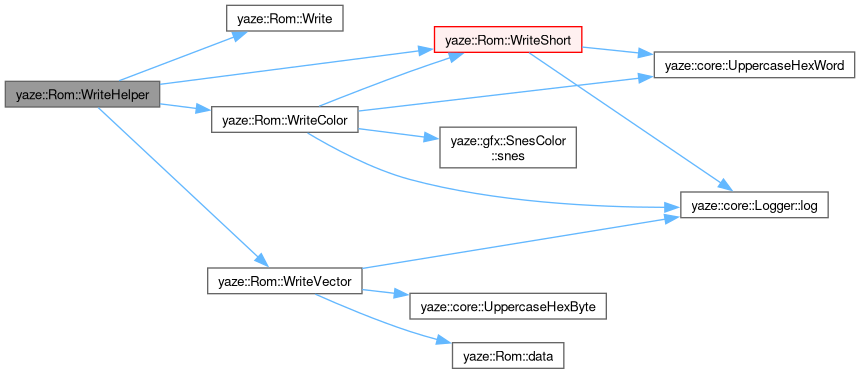 yaze::Rom::Write
yaze::Rom::WriteShort
yaze::core::UppercaseHexWord
yaze::Rom::WriteHelper
yaze::Rom::WriteColor
yaze::gfx::SnesColor
::snes
yaze::core::Logger::log
yaze::Rom::WriteVector
yaze::core::UppercaseHexByte
yaze::Rom::data